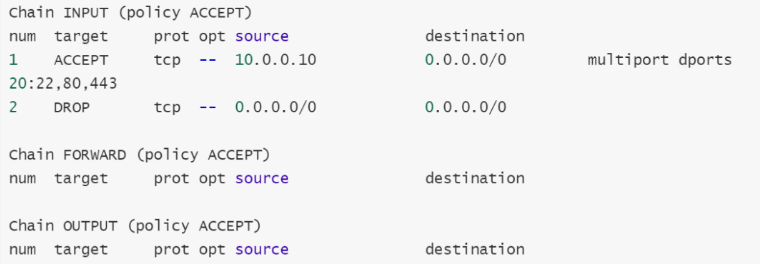 Chain INPUT (policy ACCEPT)
num  target     prot opt source               destination
1    ACCEPT     tcp  --  10.0.0.10            0.0.0.0/0         multiport dports
20:22,80,443
2    DROP       tcp  --  0.0.0.0/0            0.0.0.0/0
Chain FORWARD (policy ACCEPT)
num  target     prot opt source               destination
Chain OUTPUT (policy ACCEPT)
num  target     prot opt source               destination